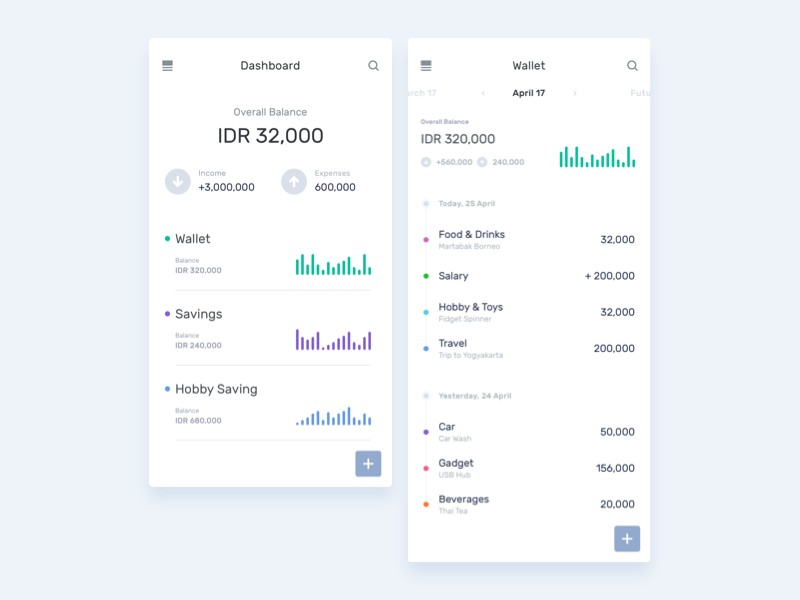 Dashboard
Overall Balance
IDR 32,000
Income
+3,000,000
Expenses
600,000
Wallet
Balance
IDR 320,000
Savings
Balance
IDR 240,000
Hobby Saving
Balance
IDR 680,000
Wallet
rch 17
April 17
Futu
Overall Balance
IDR 320,000
+560,000
240,000
Today, 25 April
Food & Drinks
32,000
Martabak Borneo
Salary
+ 200,000
Hobby & Toys
32,000
Fidget Spinner
Travel
200,000
Trip to Yogyakarta
Yesterday, 24 April
Car
50,000
Car Wash
Gadget
156,000
USB Hub
Beverages
20,000
Thai Tea